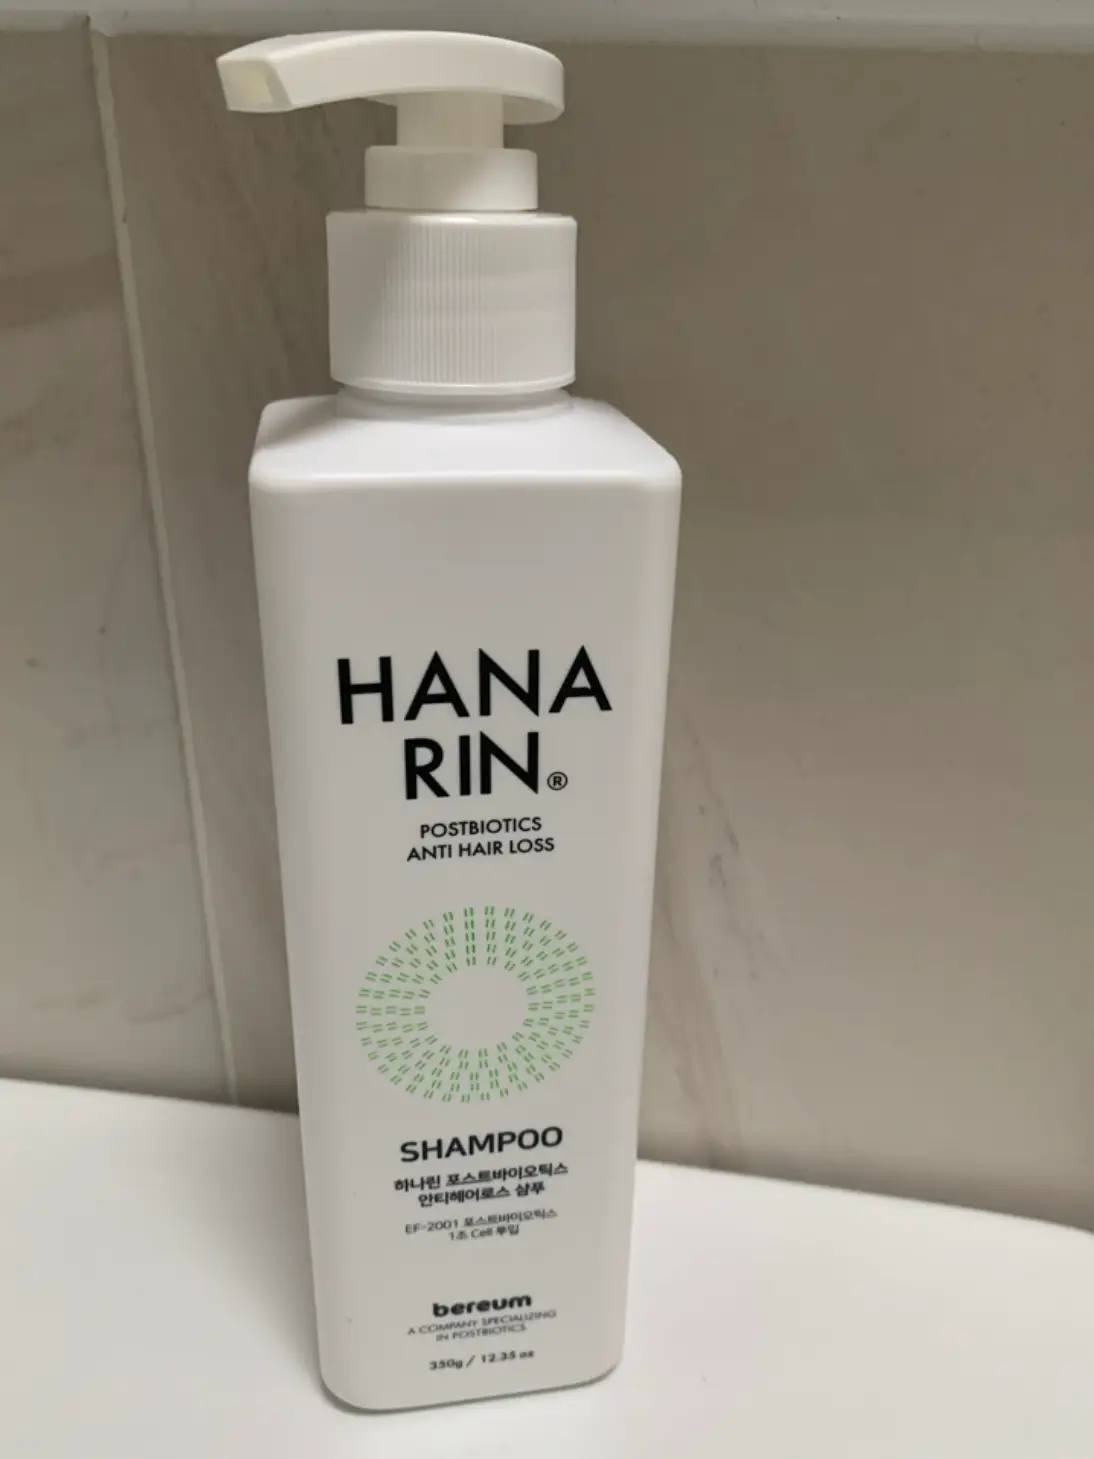 HANA
RIN®
POSTBIOTICS
ANTI HAIR LOSS
SHAMPOO
하나린 포스트바이오틱스
안티헤어로스 샴푸
EF-2001 포스트바이오틱스
1조 Cell 투입
bereum
A COMPANY SPECIALIZING
IN POSTBIOTICS
350g / 12.35 oz